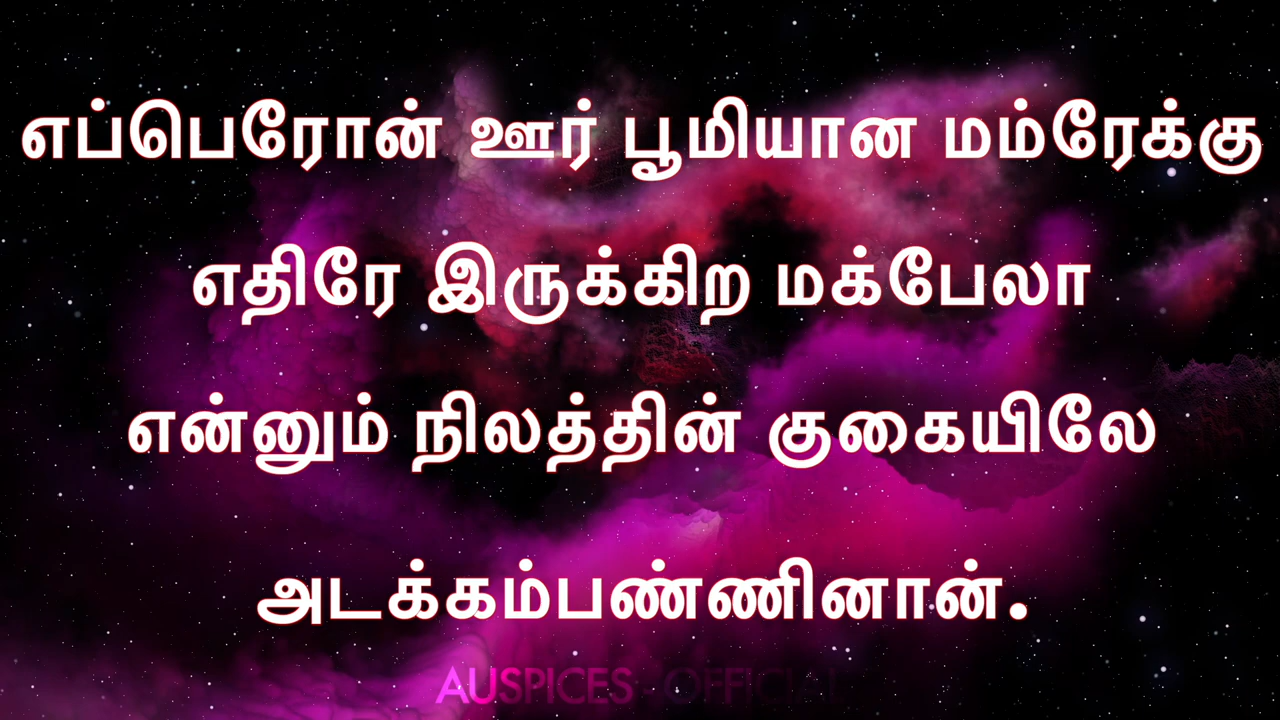 எப்பெரோன் ஊர் பூமியான மம்ரேக்கு
எதிரே இருக்கிற மக்பேலா
என்னும் நிலத்தின் குகையிலே
அடக்கம்பண்ணினான்.
AUSPICES - OFFICIAL